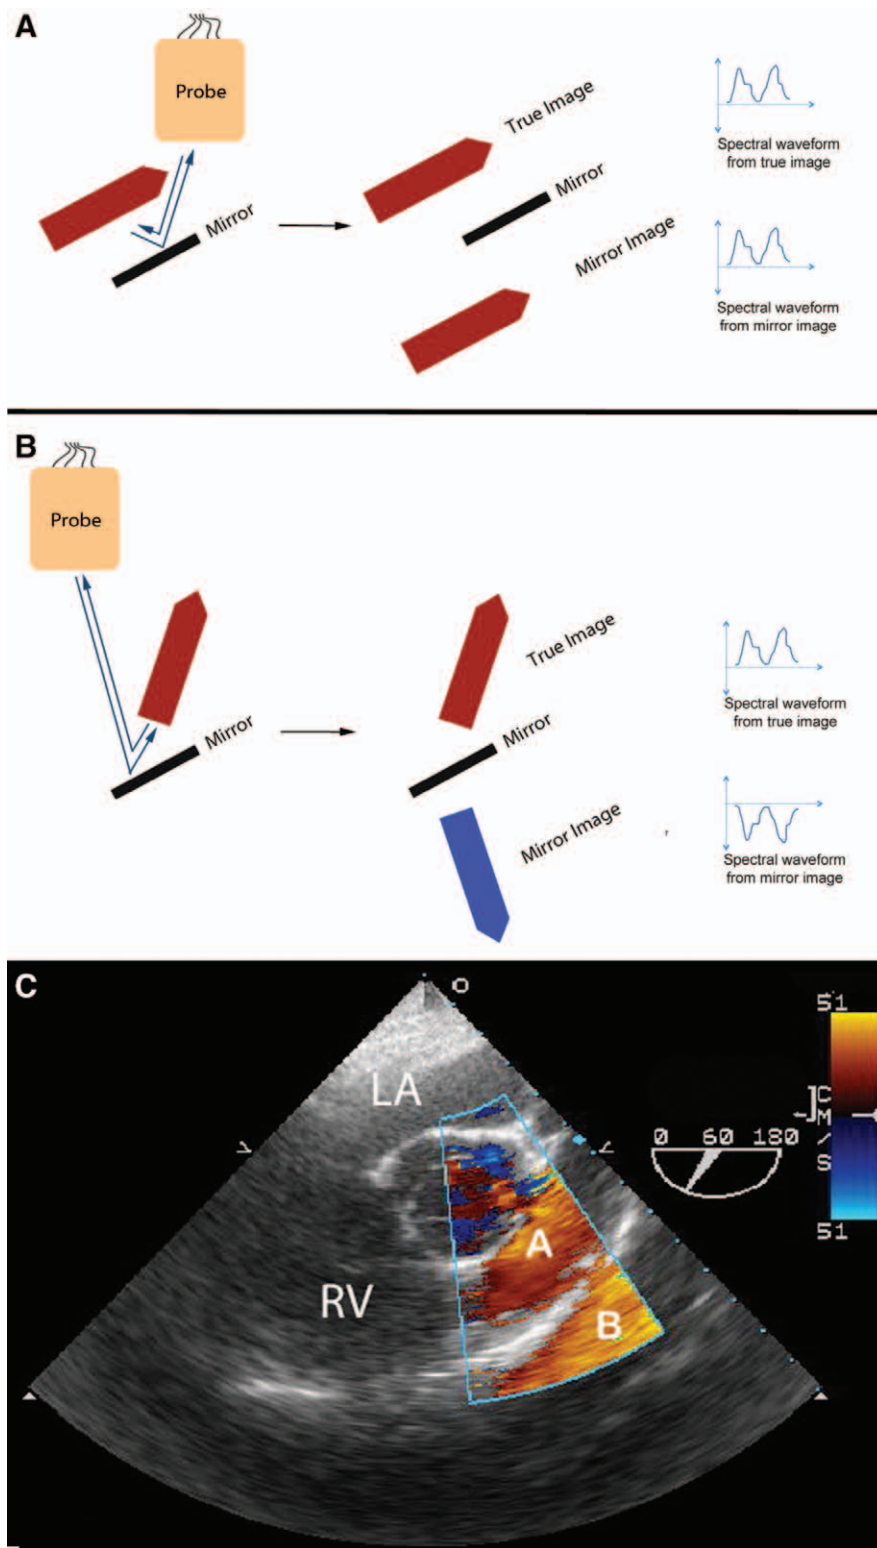 A
Probe
Mirror
True Image
Mirror
Mirror Image
Spectral waveform
from true image
Spectral waveform
from mirror image
B
Probe
Mirror
True Image
Mirror
Mirror Image
Spectral waveform
from true image
Spectral waveform
from mirror image
C
LA
RV
A
B
0 60 180
51
CM/S
51